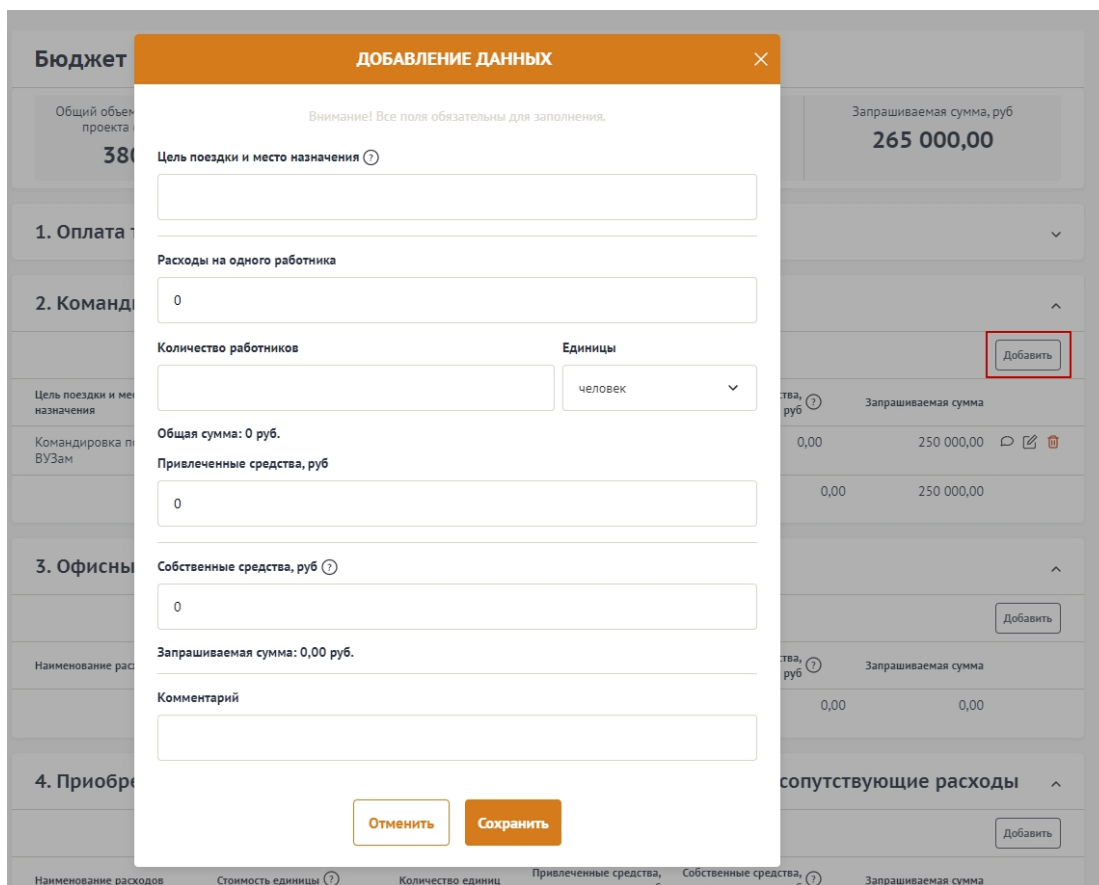 Бюджет
ДОБАВЛЕНИЕ ДАННЫХ
Общий объем
проекта
380
Запрашиваемая сумма, руб
265 000,00
Внимание! Все поля обязательны для заполнения.
Цель поездки и место назначения
1. Оплата
Расходы на одного работника
0
2. Команди
Добавить
Количество работников
Единицы
человек
Цель поездки и мес
назначения
тва,
руб
Запрашиваемая сумма
Командировка по
ВУЗам
0,00
250 000,00
Общая сумма: 0 руб.
Привлеченные средства, руб
0
0,00
250 000,00
3. Офисны
Собственные средства, руб
0
Добавить
Запрашиваемая сумма: 0,00 руб.
Наименование рас
тва,
руб
Запрашиваемая сумма
Комментарий
0,00
0,00
4. Приобре
сопутствующие расходы
Отменить
Сохранить
Добавить
Наименование расходов
Стоимость единицы
Количество единиц
Привлеченные средства,
Собственные средства,
Запрашиваемая сумма